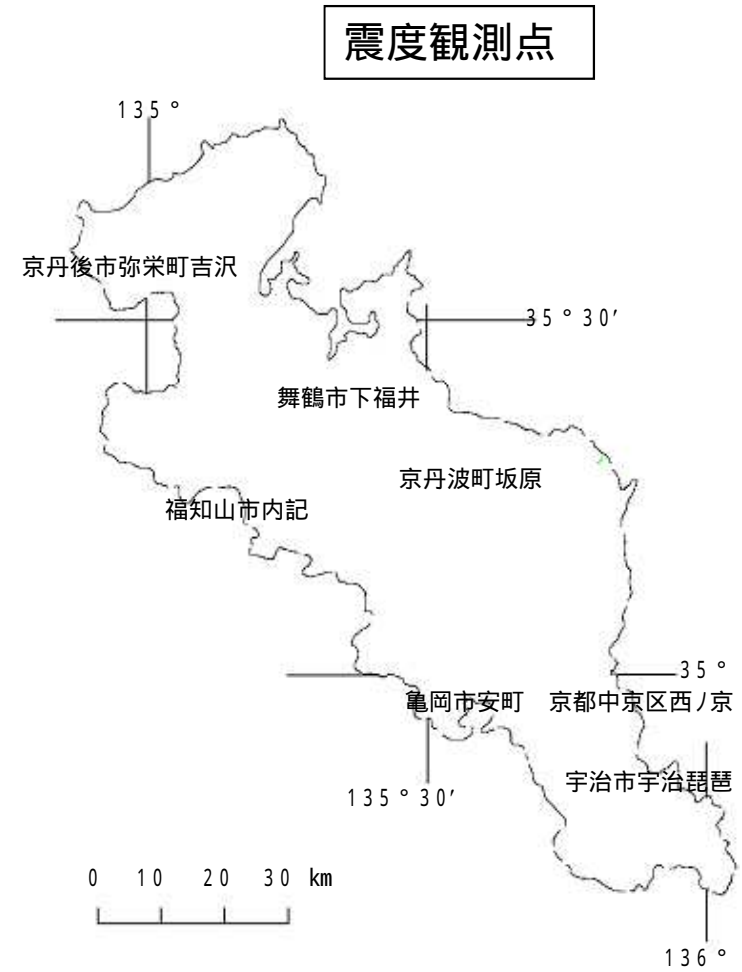 震度観測点
135°
京丹後市弥栄町吉沢
35°30′
舞鶴市下福井
京丹波町坂原
福知山市内記
35°
亀岡市安町 京都中京区西ノ京
宇治市宇治琵琶
135°30′
0 10 20 30 km
136°